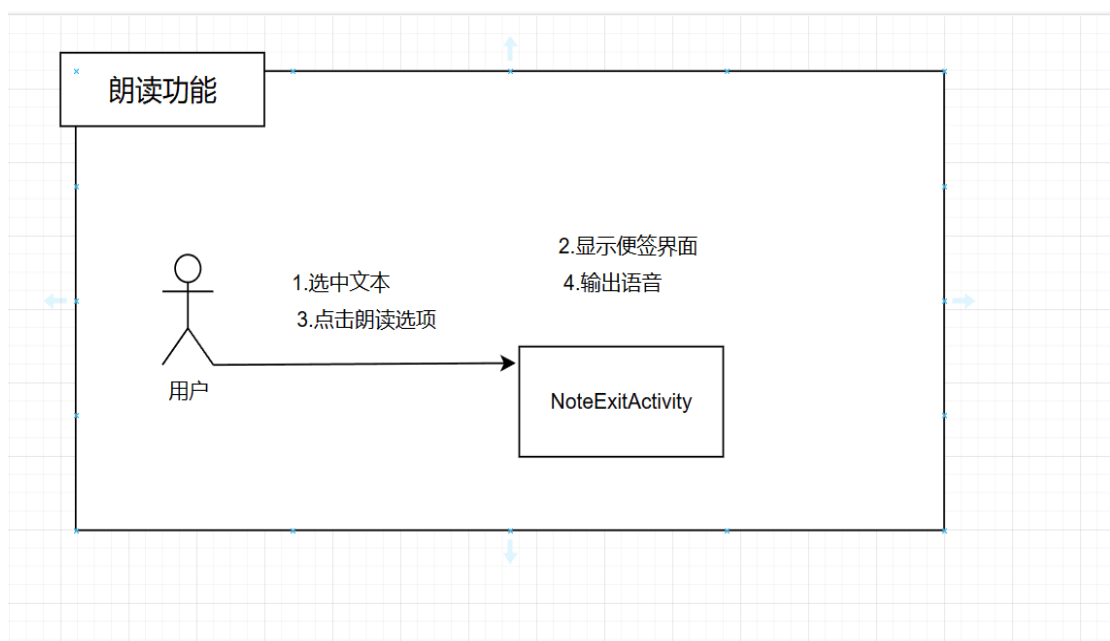 朗读功能
2.显示便签界面
1.选中文本
4.输出语音
3.点击朗读选项
用户
NoteExitActivity